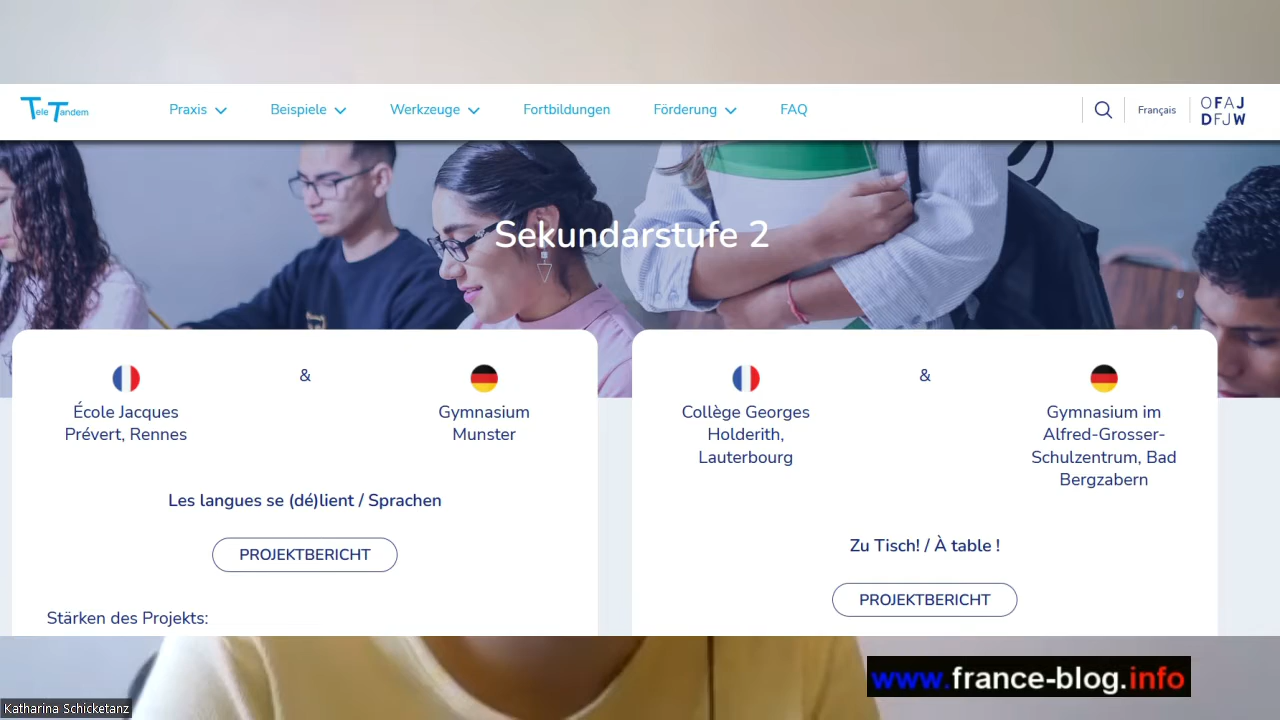 Tele Tandem
Praxis
Beispiele
Werkzeuge
Fortbildungen
Förderung
FAQ
Français
OFAJ
DFJW
Sekundarstufe 2
École Jacques
Prévert, Rennes
&
Gymnasium
Munster
Les langues se (dé)lient / Sprachen
PROJEKTBERICHT
Stärken des Projekts:
Collège Georges
Holderith,
Lauterbourg
&
Gymnasium im
Alfred-Grosser-
Schulzentrum, Bad
Bergzabern
Zu Tisch! / À table !
PROJEKTBERICHT
www.france-blog.info
Katharina Schicketanz